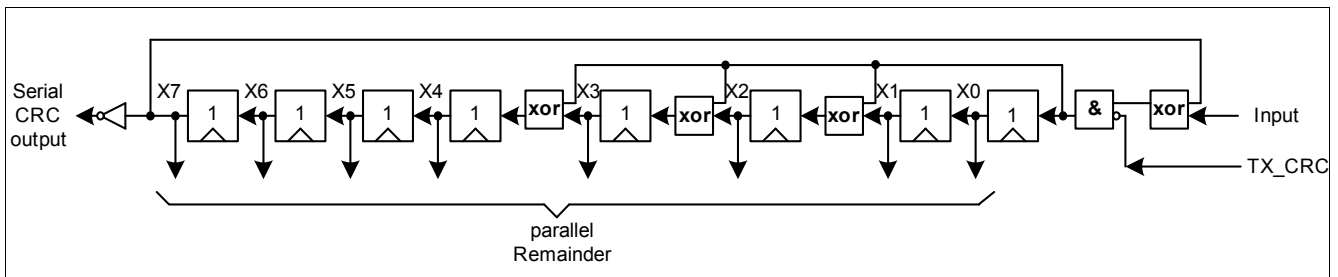 Serial
CRC
output
X7
1
X6
1
X5
1
X4
1
xor
X3
1
xor
X2
1
xor
X1
1
X0
1
&
xor
Input
TX_CRC
parallel
Remainder